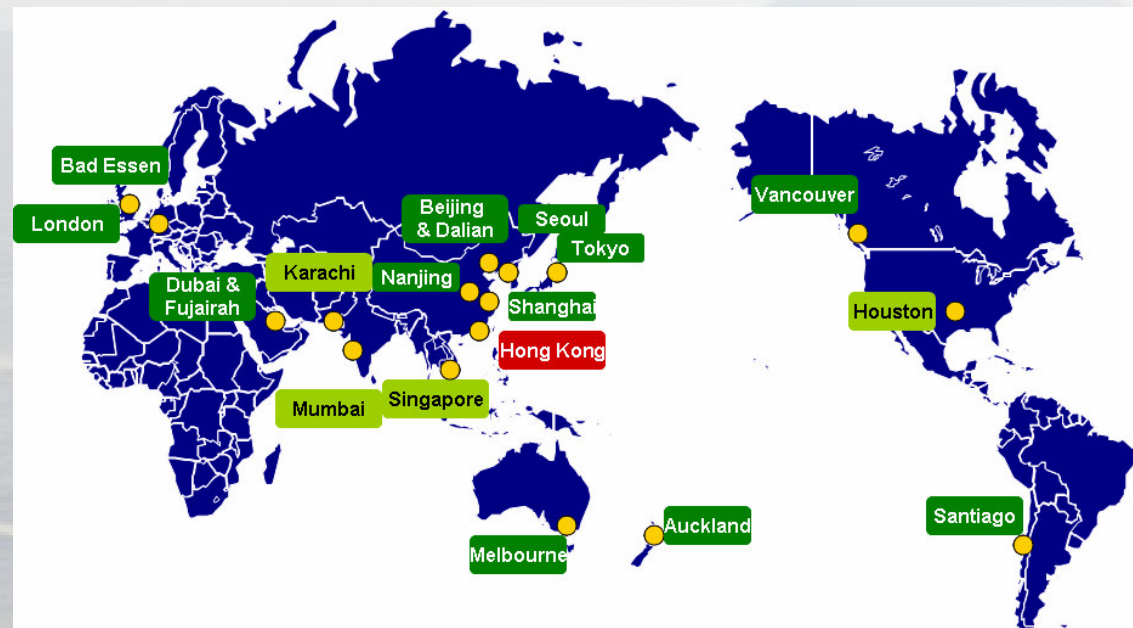 Bad Essen
London
Vancouver
Beijing
& Dalian
Seoul
Tokyo
Karachi
Nanjing
Dubai &
Fujairah
Shanghai
Houston
Hong Kong
Mumbai
Singapore
Santiago
Auckland
Melbourne